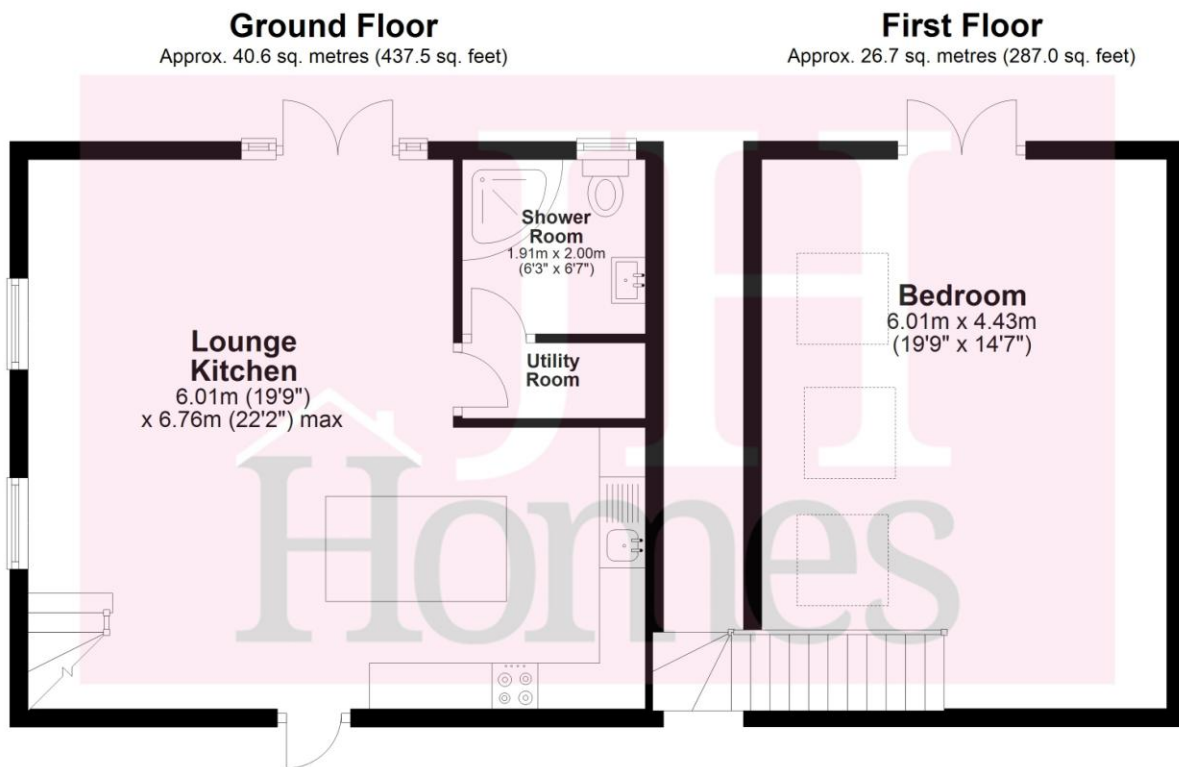 Ground Floor
Approx. 40.6 sq. metres (437.5 sq. feet)
First Floor
Approx. 26.7 sq. metres (287.0 sq. feet)
Shower
Room
1.91m x 2.00m
(6'3" x 6'7")
Bedroom
6.01m x 4.43m
(19'9" x 14'7")
Lounge
Kitchen
6.01m (19'9")
x 6.76m (22'2") max
Utility
Room
JH
Homes